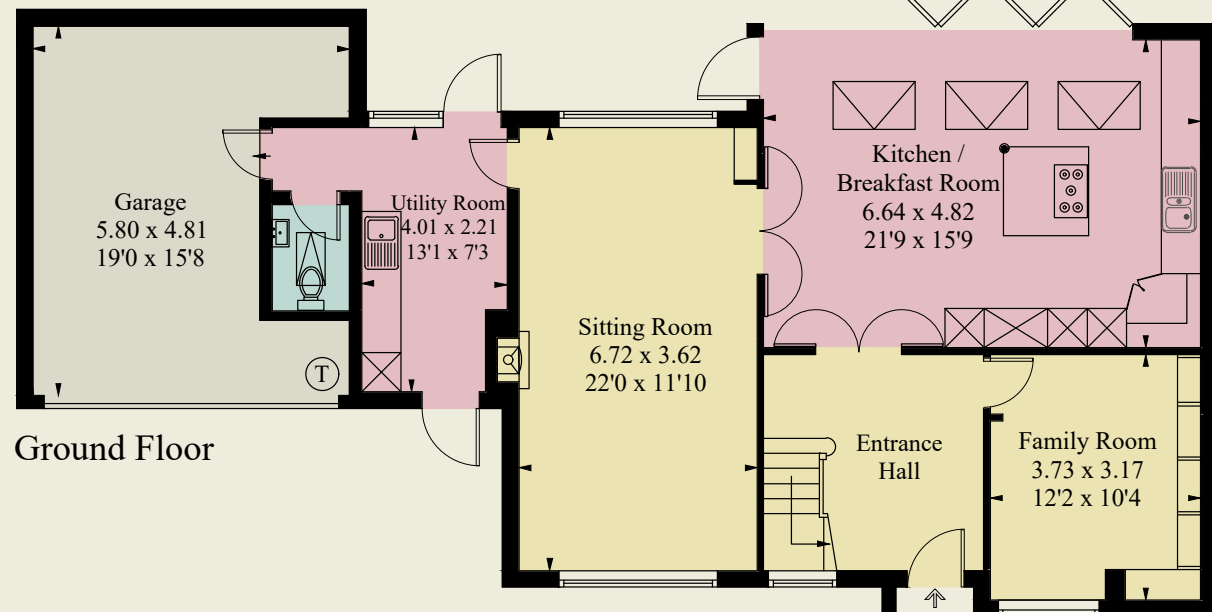 Garage
5.80 x 4.81
19'0 x 15'8
Utility Room
4.01 x 2.21
13'1 x 7'3
Kitchen /
Breakfast Room
6.64 x 4.82
21'9 x 15'9
Sitting Room
6.72 x 3.62
22'0 x 11'10
T
Entrance
Hall
Family Room
3.73 x 3.17
12'2 x 10'4
Ground Floor